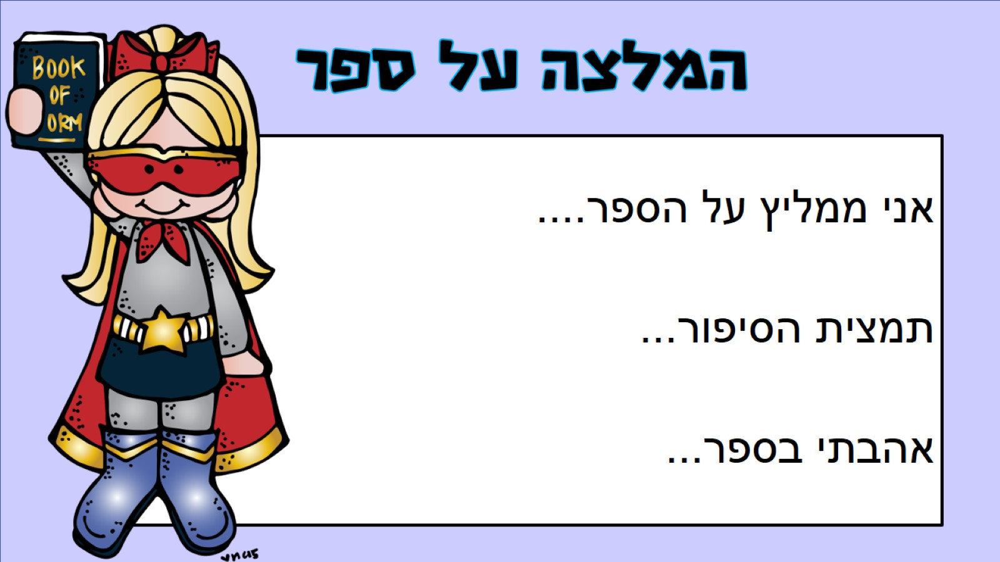 המלצה על ספר
BOOK
OF
ORM
אני ממליץ על הספר....
תמצית הסיפור...
אהבתי בספר...